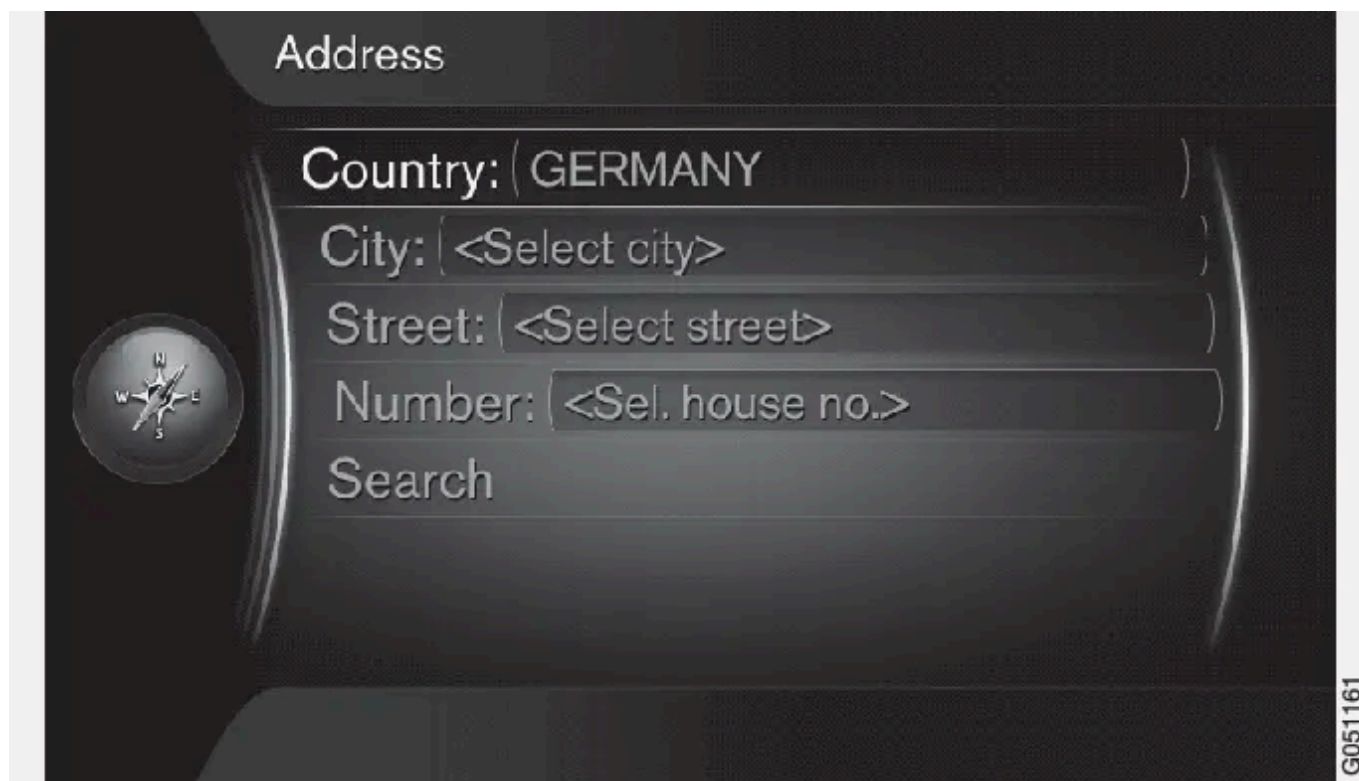 Address
Country: GERMANY
City: <Select city>
Street: <Select street>
Number: <Sel. house no.>
Search
N
W E
S
G051161